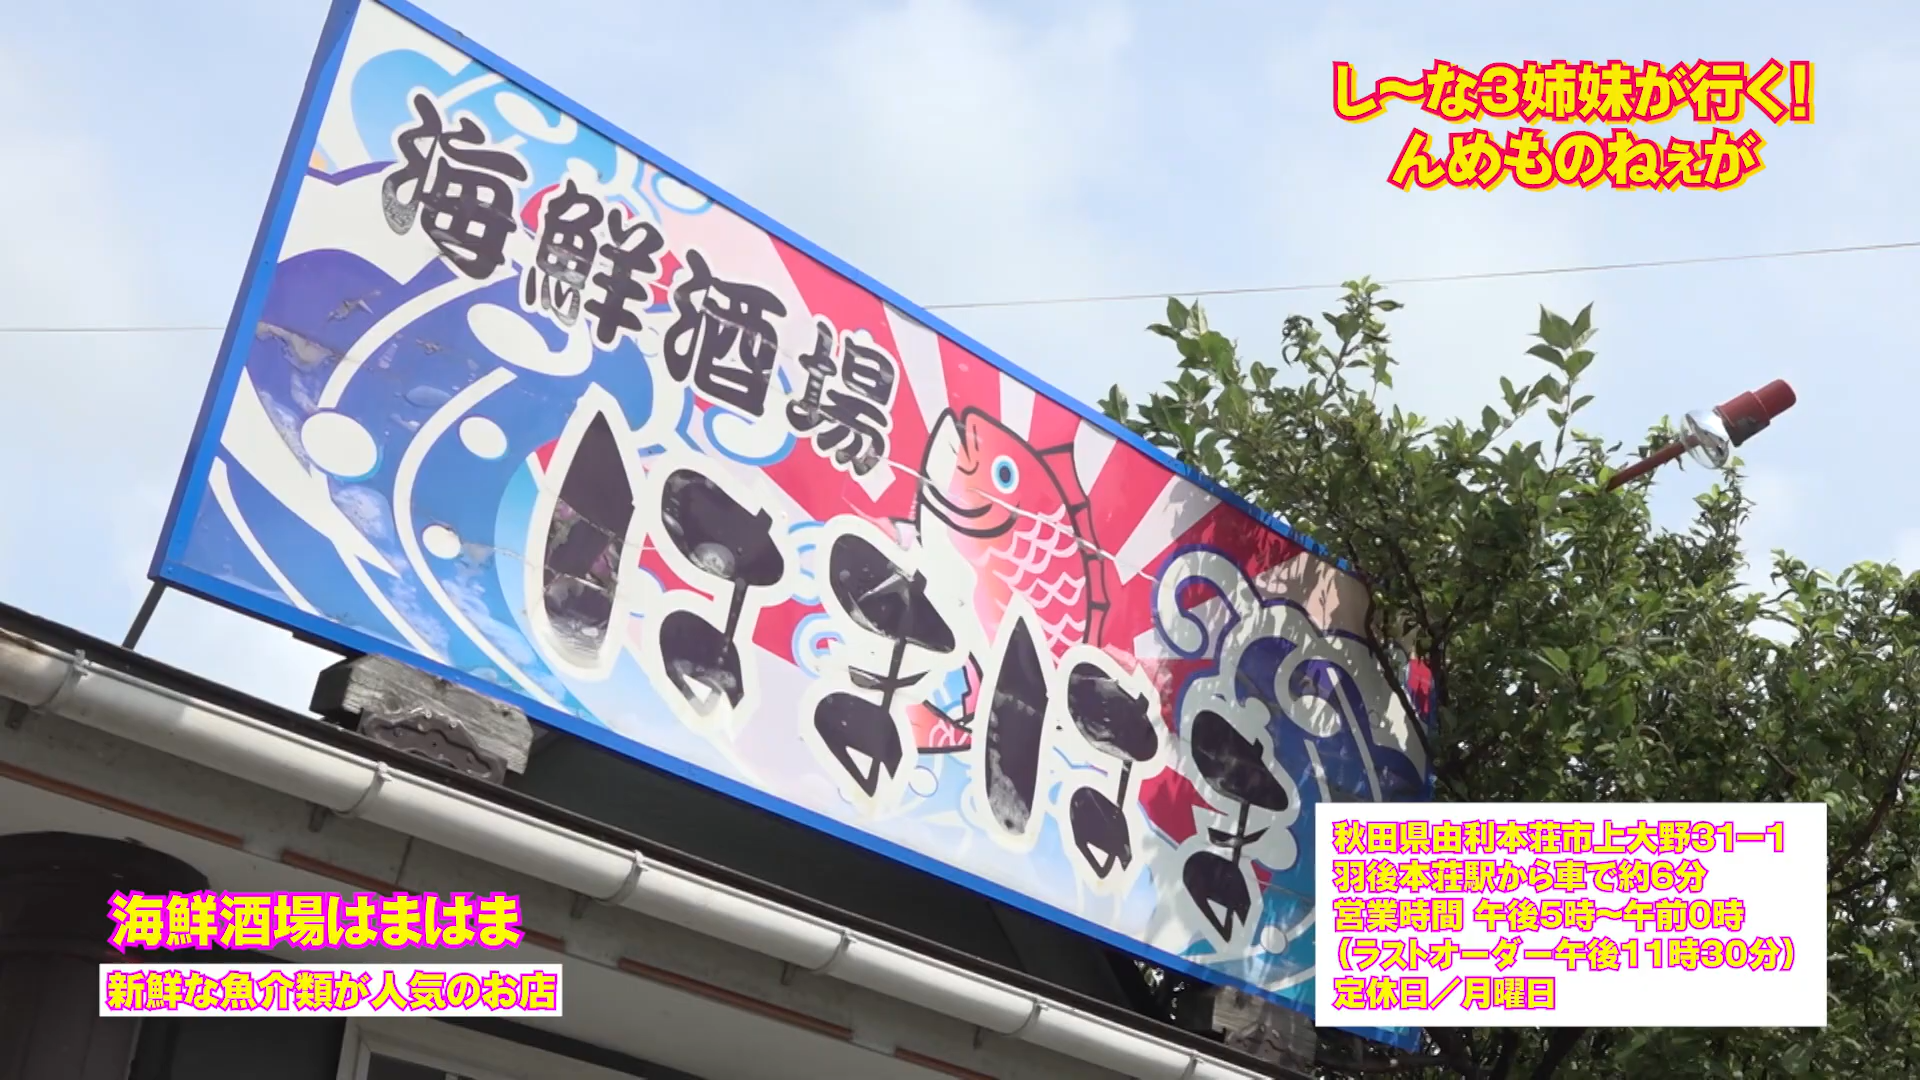 し～な3姉妹が行く！
んめものねぇが
海鮮酒場
はまはま
海鮮酒場はまはま
新鮮な魚介類が人気のお店
秋田県由利本荘市上大野31ー1
羽後本荘駅から車で約6分
営業時間 午後5時～午前0時
（ラストオーダー午後11時30分）
定休日／月曜日